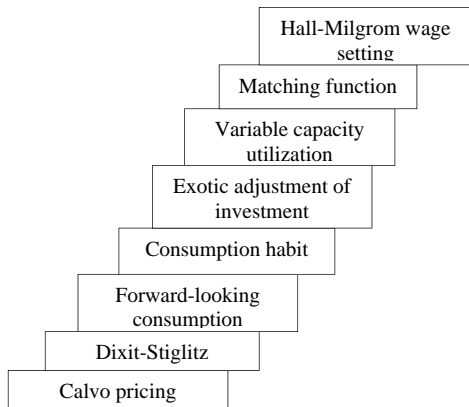 Hall-Milgrom wage
setting
Matching function
Variable capacity
utilization
Exotic adjustment of
investment
Consumption habit
Forward-looking
consumption
Dixit-Stiglitz
Calvo pricing